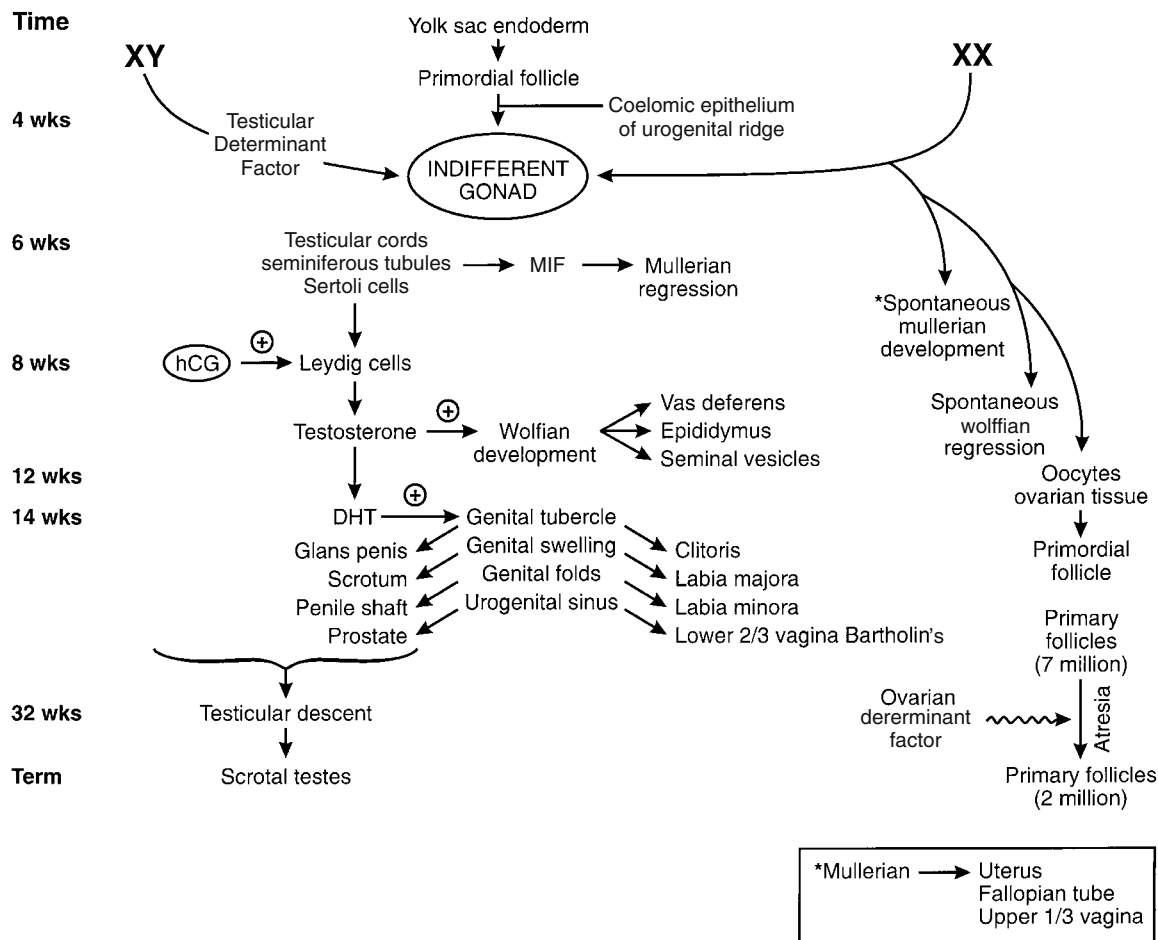 Time
XY
Yolk sac endoderm
XX
Primordial follicle
4 wks
Testicular
Determinant
Factor
Coelomic epithelium
of urogenital ridge
INDIFFERENT
GONAD
6 wks
Testicular cords
seminiferous tubules
Sertoli cells
MIF
Mullerian
regression
*Spontaneous
mullerian
development
8 wks
hCG
+
Leydig cells
Spontaneous
wolffian
regression
Testosterone
+
Wolfian
development
Vas deferens
Epididymus
Seminal vesicles
12 wks
Oocytes
ovarian tissue
14 wks
DHT
+
Genital tubercle
Genital swelling
Genital folds
Urogenital sinus
Glans penis
Scrotum
Penile shaft
Prostate
Clitoris
Labia majora
Labia minora
Lower 2/3 vagina Bartholin's
Primordial
follicle
Primary
follicles
(7 million)
32 wks
Testicular descent
Ovarian
dererminant
factor
Atresia
Term
Scrotal testes
Primary follicles
(2 million)
*Mullerian
Uterus
Fallopian tube
Upper 1/3 vagina